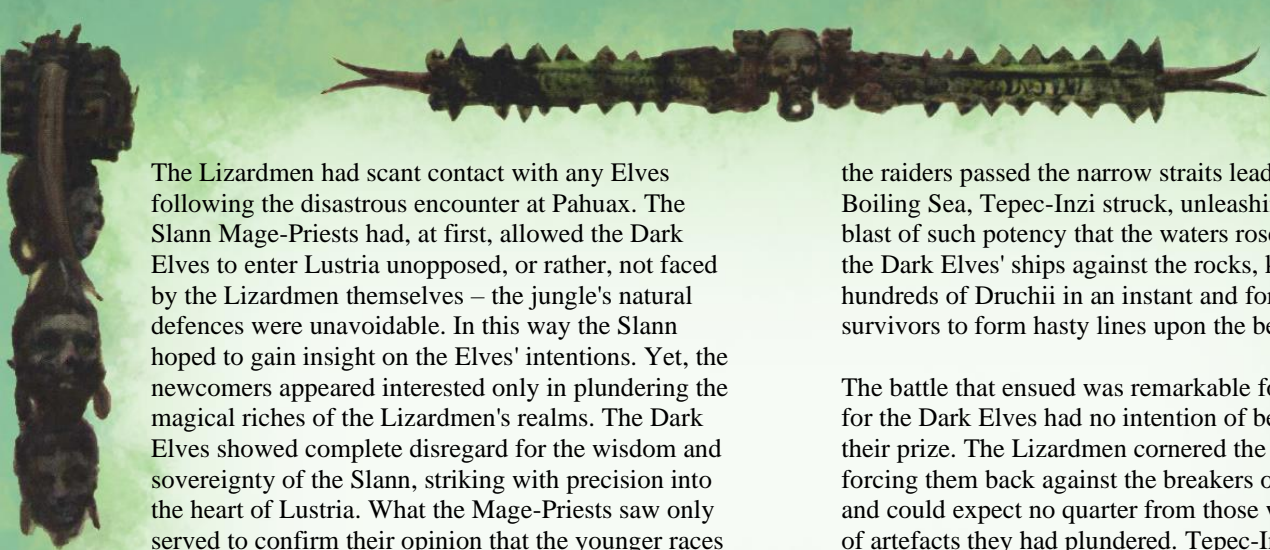 The Lizardmen had scant contact with any Elves
following the disastrous encounter at Pahuax. The
Slann Mage-Priests had, at first, allowed the Dark
Elves to enter Lustria unopposed, or rather, not faced
by the Lizardmen themselves – the jungle's natural
defences were unavoidable. In this way the Slann
hoped to gain insight on the Elves' intentions. Yet, the
newcomers appeared interested only in plundering the
magical riches of the Lizardmen's realms. The Dark
Elves showed complete disregard for the wisdom and
sovereignty of the Slann, striking with precision into
the heart of Lustria. What the Mage-Priests saw only
served to confirm their opinion that the younger races
the raiders passed the narrow straits
Boiling Sea, Tepec-Inzi struck,
blast of such potency that the waters
the Dark Elves' ships against the rocks,
hundreds of Druchii in an instant and
survivors to form hasty lines upon the
The battle that ensued was remarkable
for the Dark Elves had no intention of
their prize. The Lizardmen cornered the
forcing them back against the breakers
and could expect no quarter from those
of artefacts they had plundered.